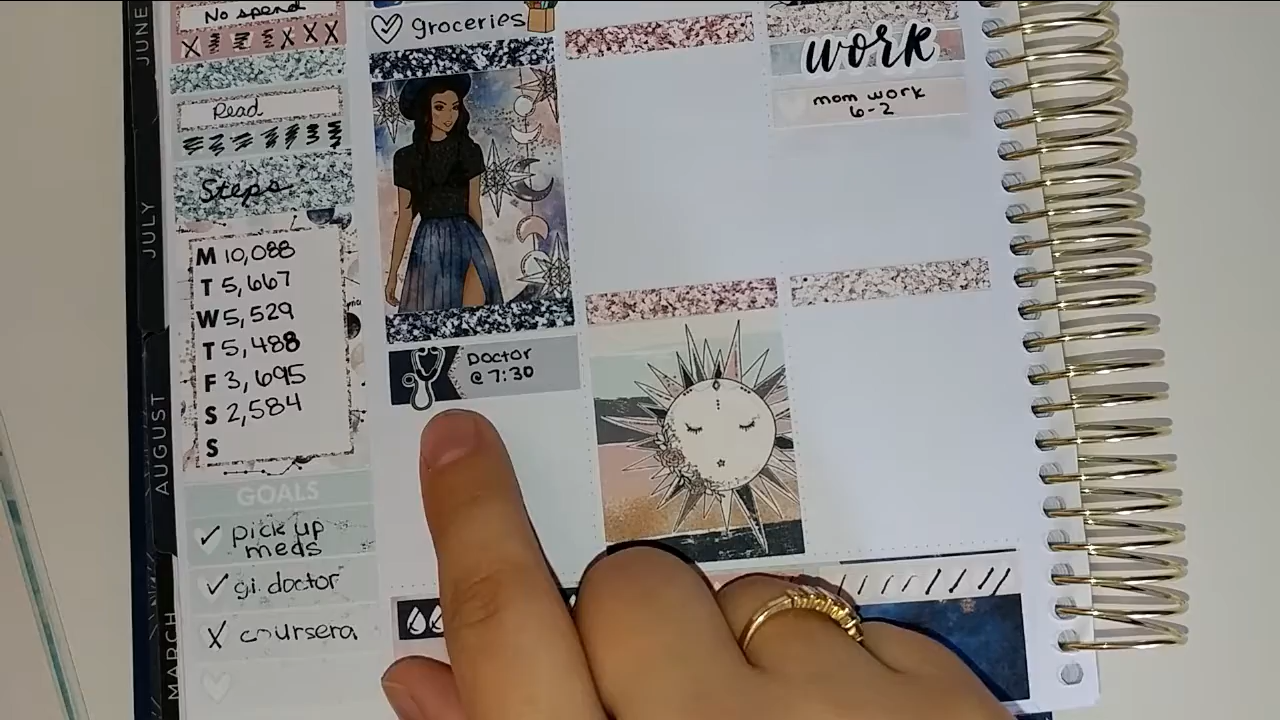 JUNE
JULY
AUGUST
MARCH
No spend
Read
Steps
M 10,088
T 5,667
W 5,529
T 5,488
F 3,695
S 2,584
S
GOALS
✓ pick up
meds
✓ g.i. doctor
X coursera
groceries
Doctor
@ 7:30
work
mom work
6-2